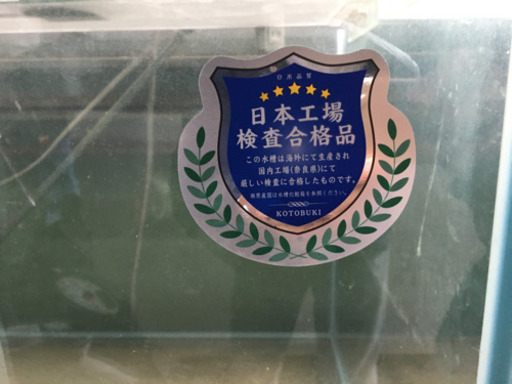 日本品質
日本工場
検査合格品
この水槽は海外にて生産され
国内工場(奈良県)にて
厳しい検査に合格したものです。
KOTOBUKI